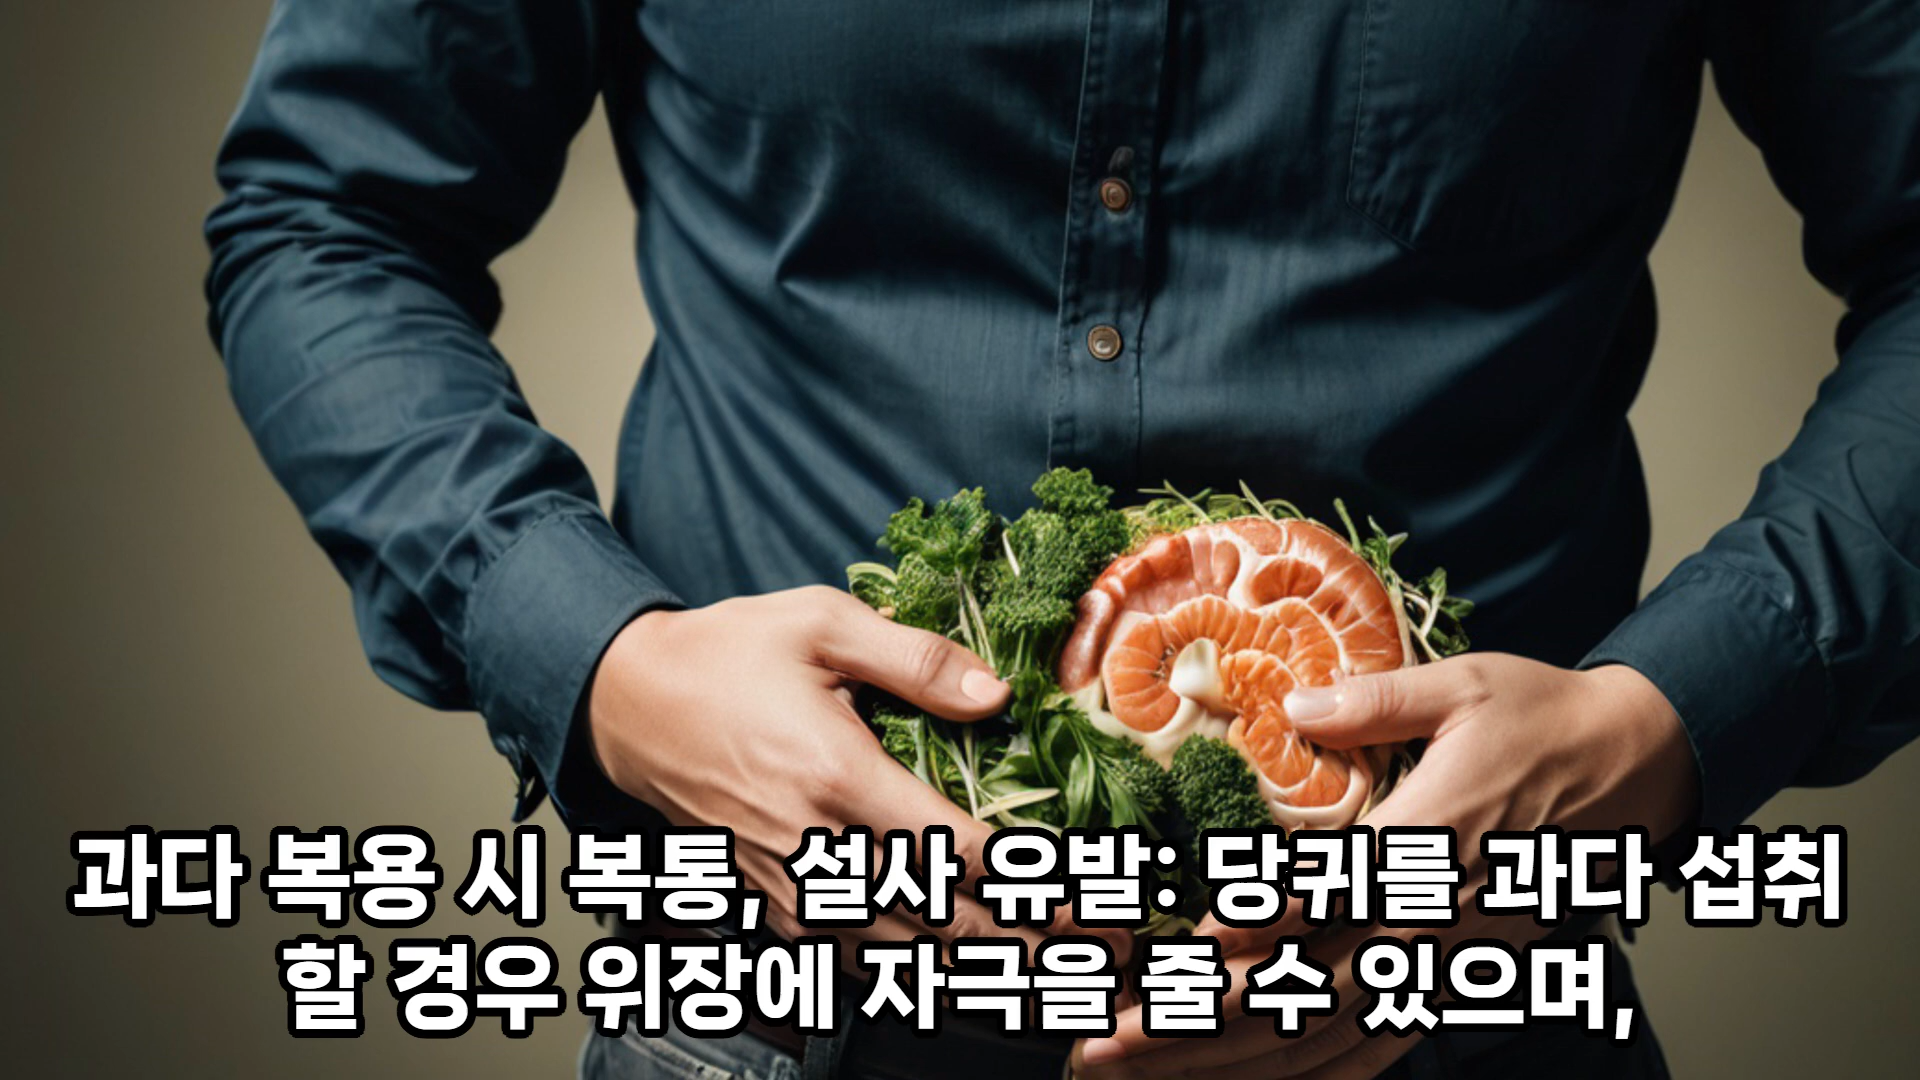 과다 복용 시 복통, 설사 유발: 당귀를 과다 섭취
할 경우 위장에 자극을 줄 수 있으며,